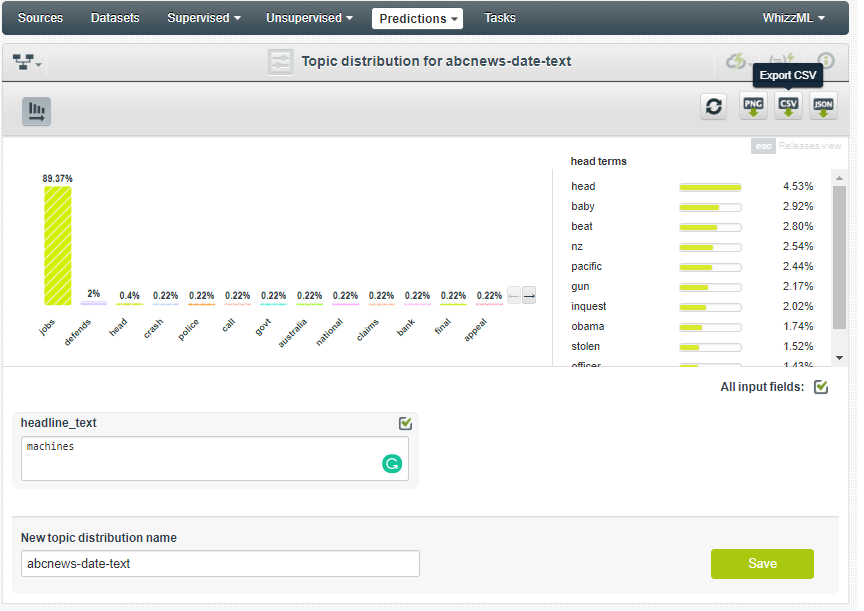 Sources Datasets Supervised Unsupervised Predictions Tasks WhizzML
Topic distribution for abcnews-date-text
Export CSV
PNG CSV JSON
esc Releases view
head terms
head 4.53%
baby 2.92%
beat 2.80%
nz 2.54%
pacific 2.44%
gun 2.17%
inquest 2.02%
obama 1.74%
stolen 1.52%
officer 1.43%
89.37% 2% 0.4% 0.22% 0.22% 0.22% 0.22% 0.22% 0.22% 0.22% 0.22% 0.22% 0.22%
jobs defends head crash police call govt australia national claims bank final appeal
All input fields:
headline_text
machines
New topic distribution name
abcnews-date-text
Save